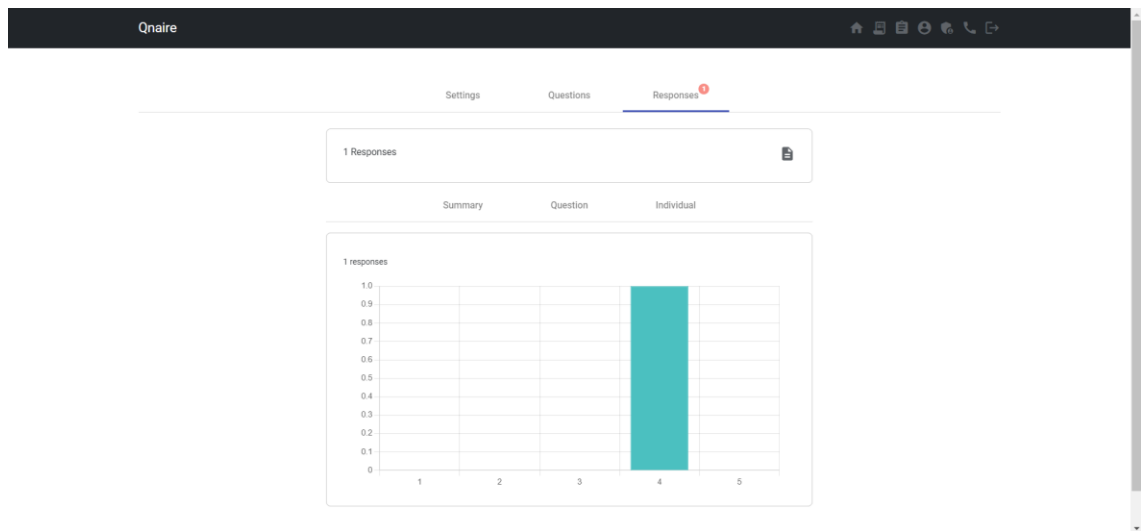 Qnaire
Settings Questions Responses 1
1 Responses
Summary Question Individual
1 responses
1.0
0.9
0.8
0.7
0.6
0.5
0.4
0.3
0.2
0.1
0
1 2 3 4 5